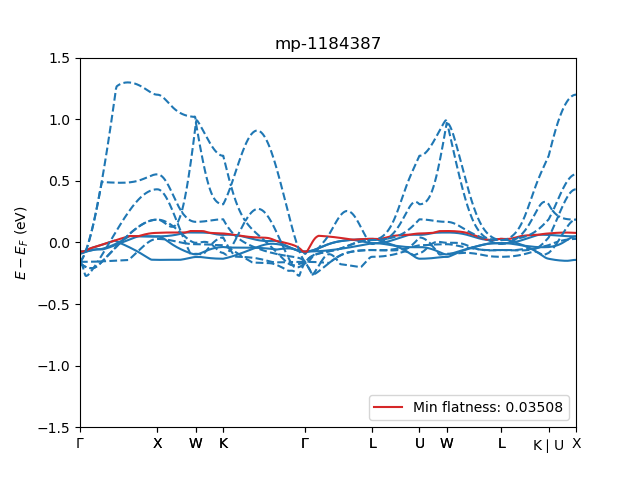 mp-1184387
E − E_F (eV)
1.5
1.0
0.5
0.0
−0.5
−1.0
−1.5
Min flatness: 0.03508
Γ X W K Γ L U W L K | U X